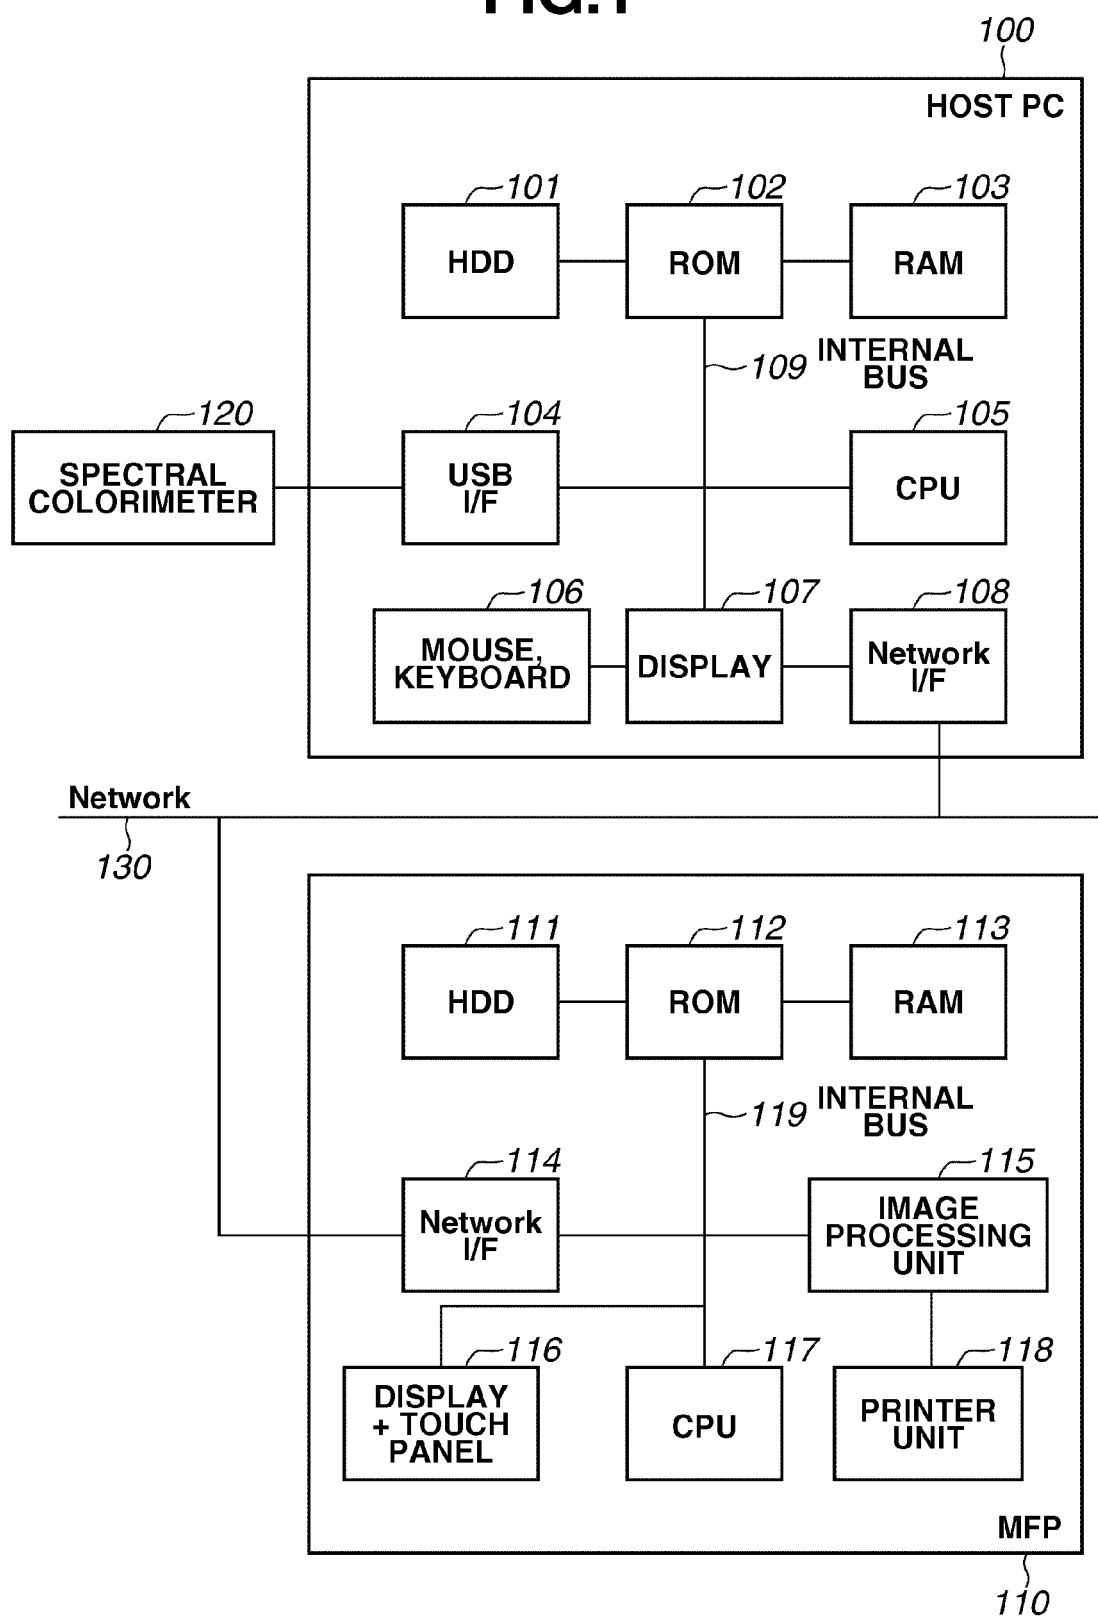 FIG.1
100
HOST PC
101
102
103
HDD
ROM
RAM
109
INTERNAL
BUS
120
104
105
SPECTRAL
COLORIMETER
USB
I/F
CPU
106
107
108
MOUSE,
KEYBOARD
DISPLAY
Network
I/F
Network
130
111
112
113
HDD
ROM
RAM
119
INTERNAL
BUS
114
115
Network
I/F
IMAGE
PROCESSING
UNIT
116
117
118
DISPLAY
+ TOUCH
PANEL
CPU
PRINTER
UNIT
MFP
110